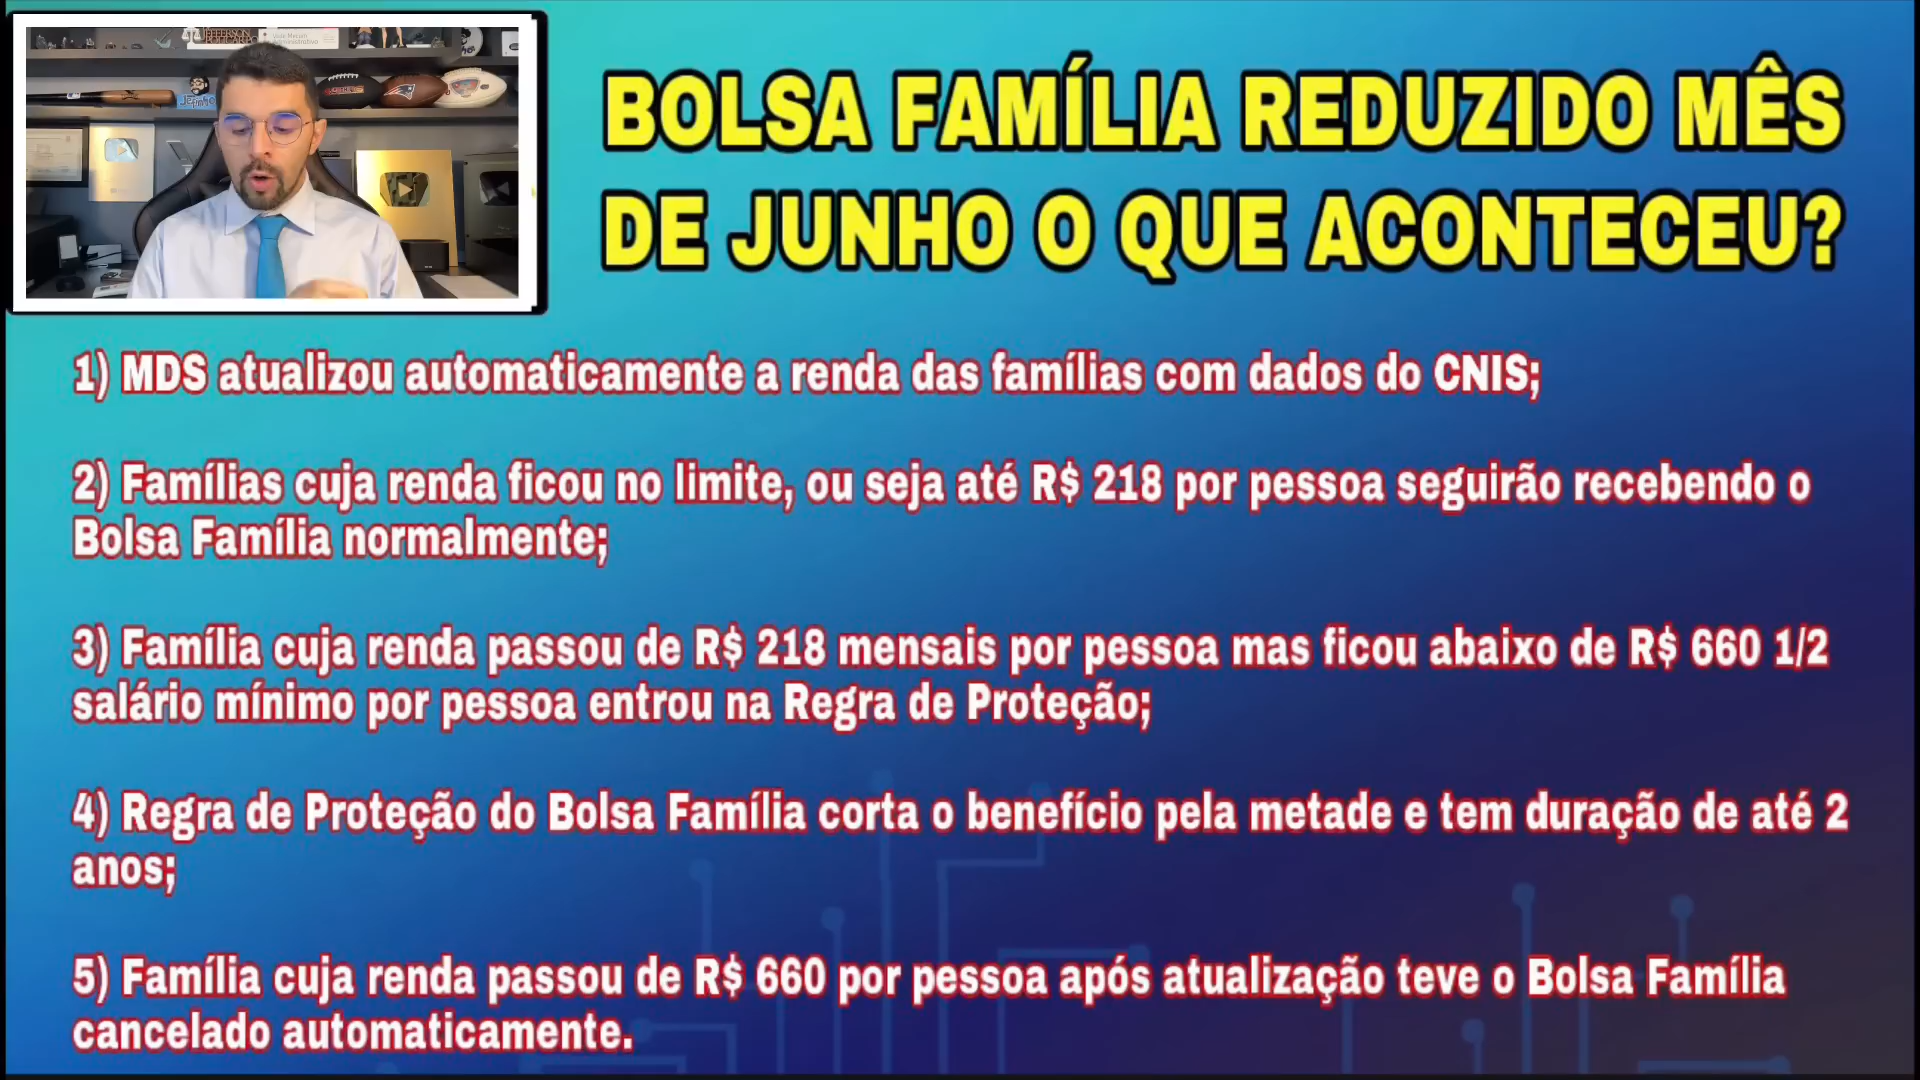 BOLSA FAMÍLIA REDUZIDO MÊS
DE JUNHO O QUE ACONTECEU?
1) MDS atualizou automaticamente a renda das famílias com dados do CNIS;
2) Famílias cuja renda ficou no limite, ou seja até R$ 218 por pessoa seguirão recebendo o
Bolsa Família normalmente;
3) Família cuja renda passou de R$ 218 mensais por pessoa mas ficou abaixo de R$ 660 1/2
salário mínimo por pessoa entrou na Regra de Proteção;
4) Regra de Proteção do Bolsa Família corta o benefício pela metade e tem duração de até 2
anos;
5) Família cuja renda passou de R$ 660 por pessoa após atualização teve o Bolsa Família
cancelado automaticamente.